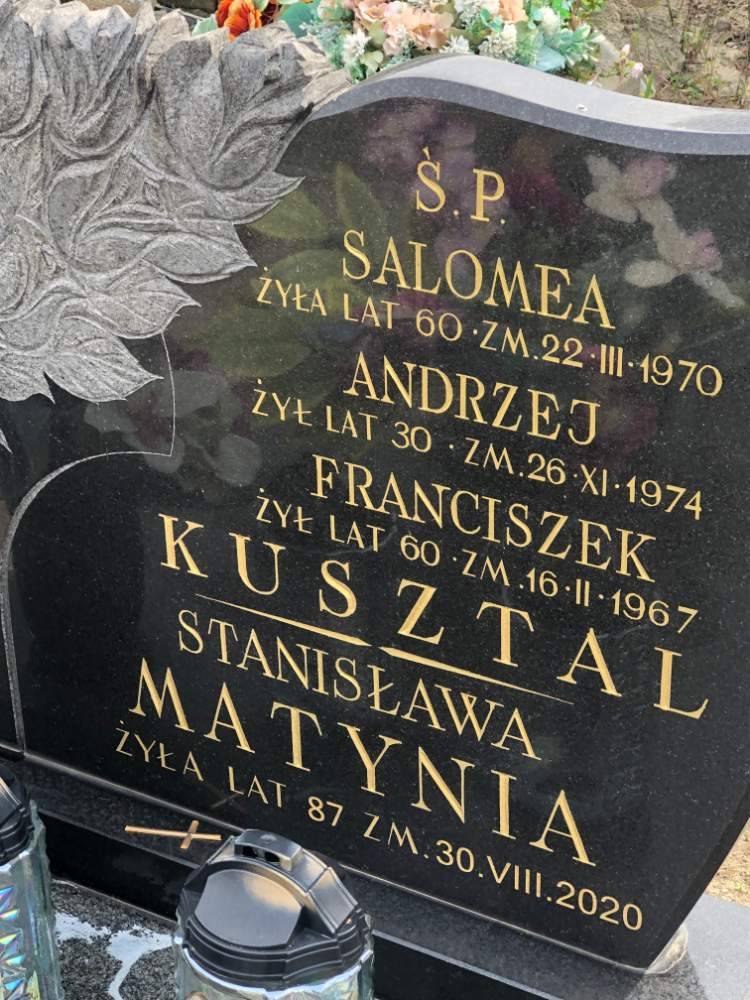 Ś.P.
SALOMEA
ŻYŁA LAT 60·ZM.22·III·1970
ANDRZEJ
ŻYŁ LAT 30·ZM.26·XI·1974
FRANCISZEK
ŻYŁ LAT 60·ZM.16·II·1967
KUSZTAL
STANISŁAWA
MATYNIA
ŻYŁA LAT 87 ZM.30.VIII.2020